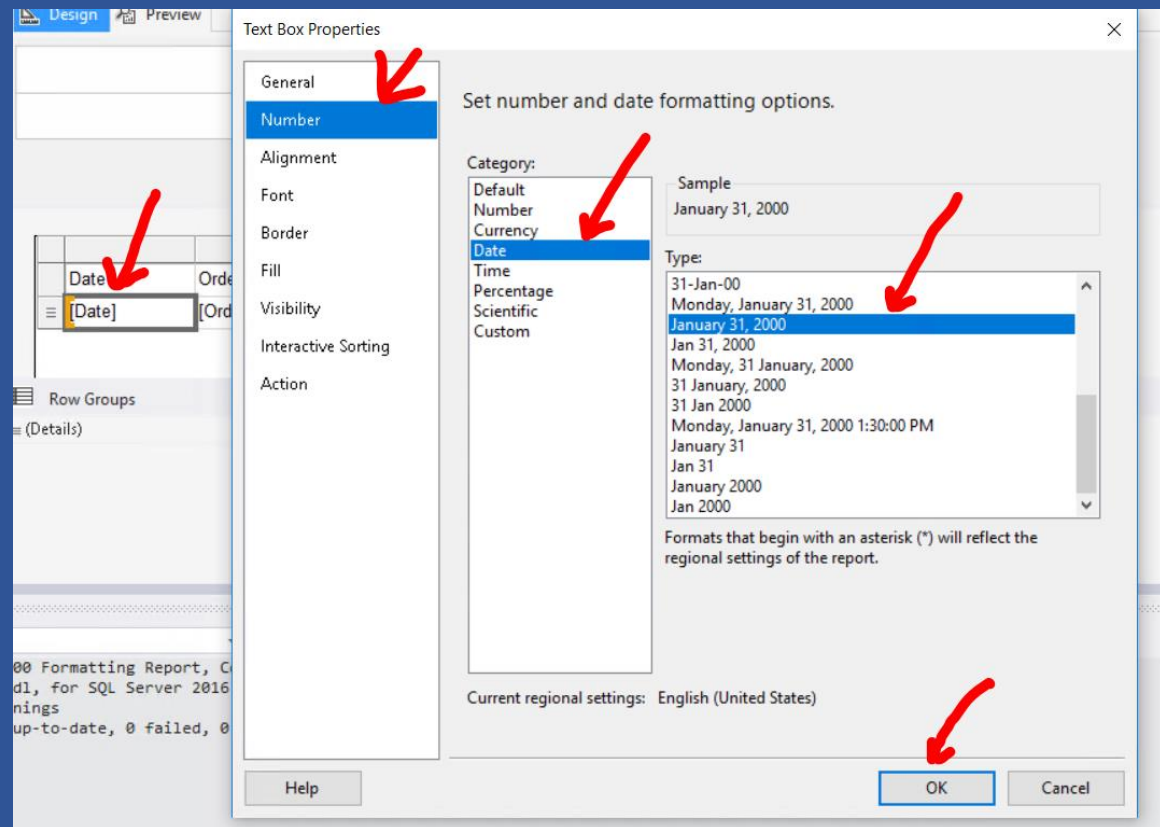 Design Preview
Text Box Properties
General
Number
Alignment
Font
Border
Fill
Visibility
Interactive Sorting
Action
Set number and date formatting options.
Category:
Default
Number
Currency
Date
Time
Percentage
Scientific
Custom
Sample
January 31, 2000
Type:
31-Jan-00
Monday, January 31, 2000
January 31, 2000
Jan 31, 2000
Monday, 31 January, 2000
31 January, 2000
31 Jan 2000
Monday, January 31, 2000 1:30:00 PM
January 31
Jan 31
January 2000
Jan 2000
Formats that begin with an asterisk (*) will reflect the
regional settings of the report.
Current regional settings: English (United States)
Help OK Cancel
Date Orde
[Date] [Ord
Row Groups
(Details)
00 Formatting Report, C
dl, for SQL Server 2016
nings
up-to-date, 0 failed, 0